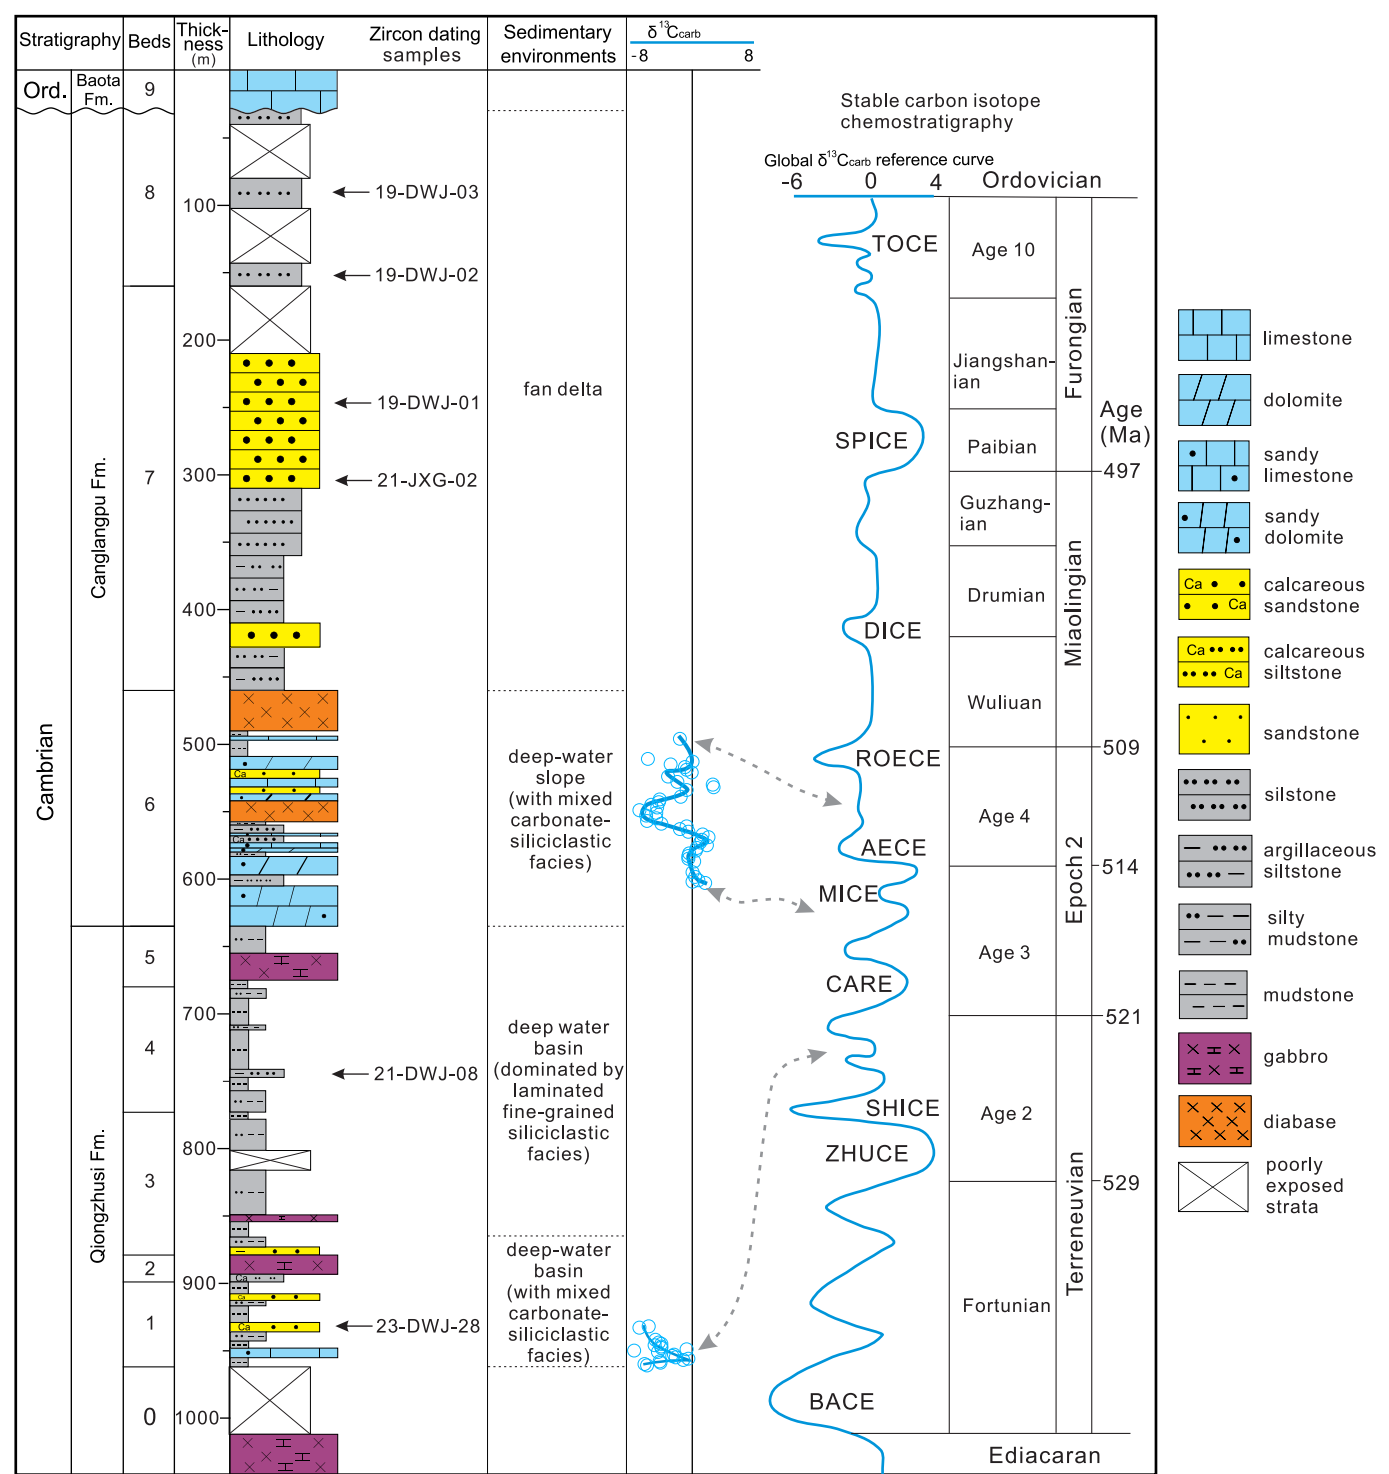 Stratigraphy
Beds
Thick-
ness
(m)
Lithology
Zircon dating
samples
Sedimentary
environments
δ13Ccarb
-8
8
Ord.
Baota
Fm.
9
Cambrian
Canglangpu Fm.
Qiongzhusi Fm.
8
7
6
5
4
3
2
1
0
100
200
300
400
500
600
700
800
900
1000
Ca
Ca
Ca
Ca
Ca
19-DWJ-03
19-DWJ-02
19-DWJ-01
21-JXG-02
21-DWJ-08
23-DWJ-28
fan delta
deep-water
slope
(with mixed
carbonate-
siliciclastic
facies)
deep water
basin
(dominated by
laminated
fine-grained
siliciclastic
facies)
deep-water
basin
(with mixed
carbonate-
siliciclastic
facies)
Stable carbon isotope
chemostratigraphy
Global δ13Ccarb reference curve
-6
0
4
Ordovician
TOCE
SPICE
DICE
ROECE
AECE
MICE
CARE
SHICE
ZHUCE
BACE
Age 10
Jiangshan-
ian
Paibian
Guzhang-
ian
Drumian
Wuliuan
Age 4
Age 3
Age 2
Fortunian
Ediacaran
Furongian
Miaolingian
Epoch 2
Terreneuvian
Age
(Ma)
497
509
514
521
529
limestone
dolomite
sandy
limestone
sandy
dolomite
Ca
Ca
calcareous
sandstone
Ca
Ca
calcareous
siltstone
sandstone
silstone
argillaceous
siltstone
silty
mudstone
mudstone
gabbro
diabase
poorly
exposed
strata